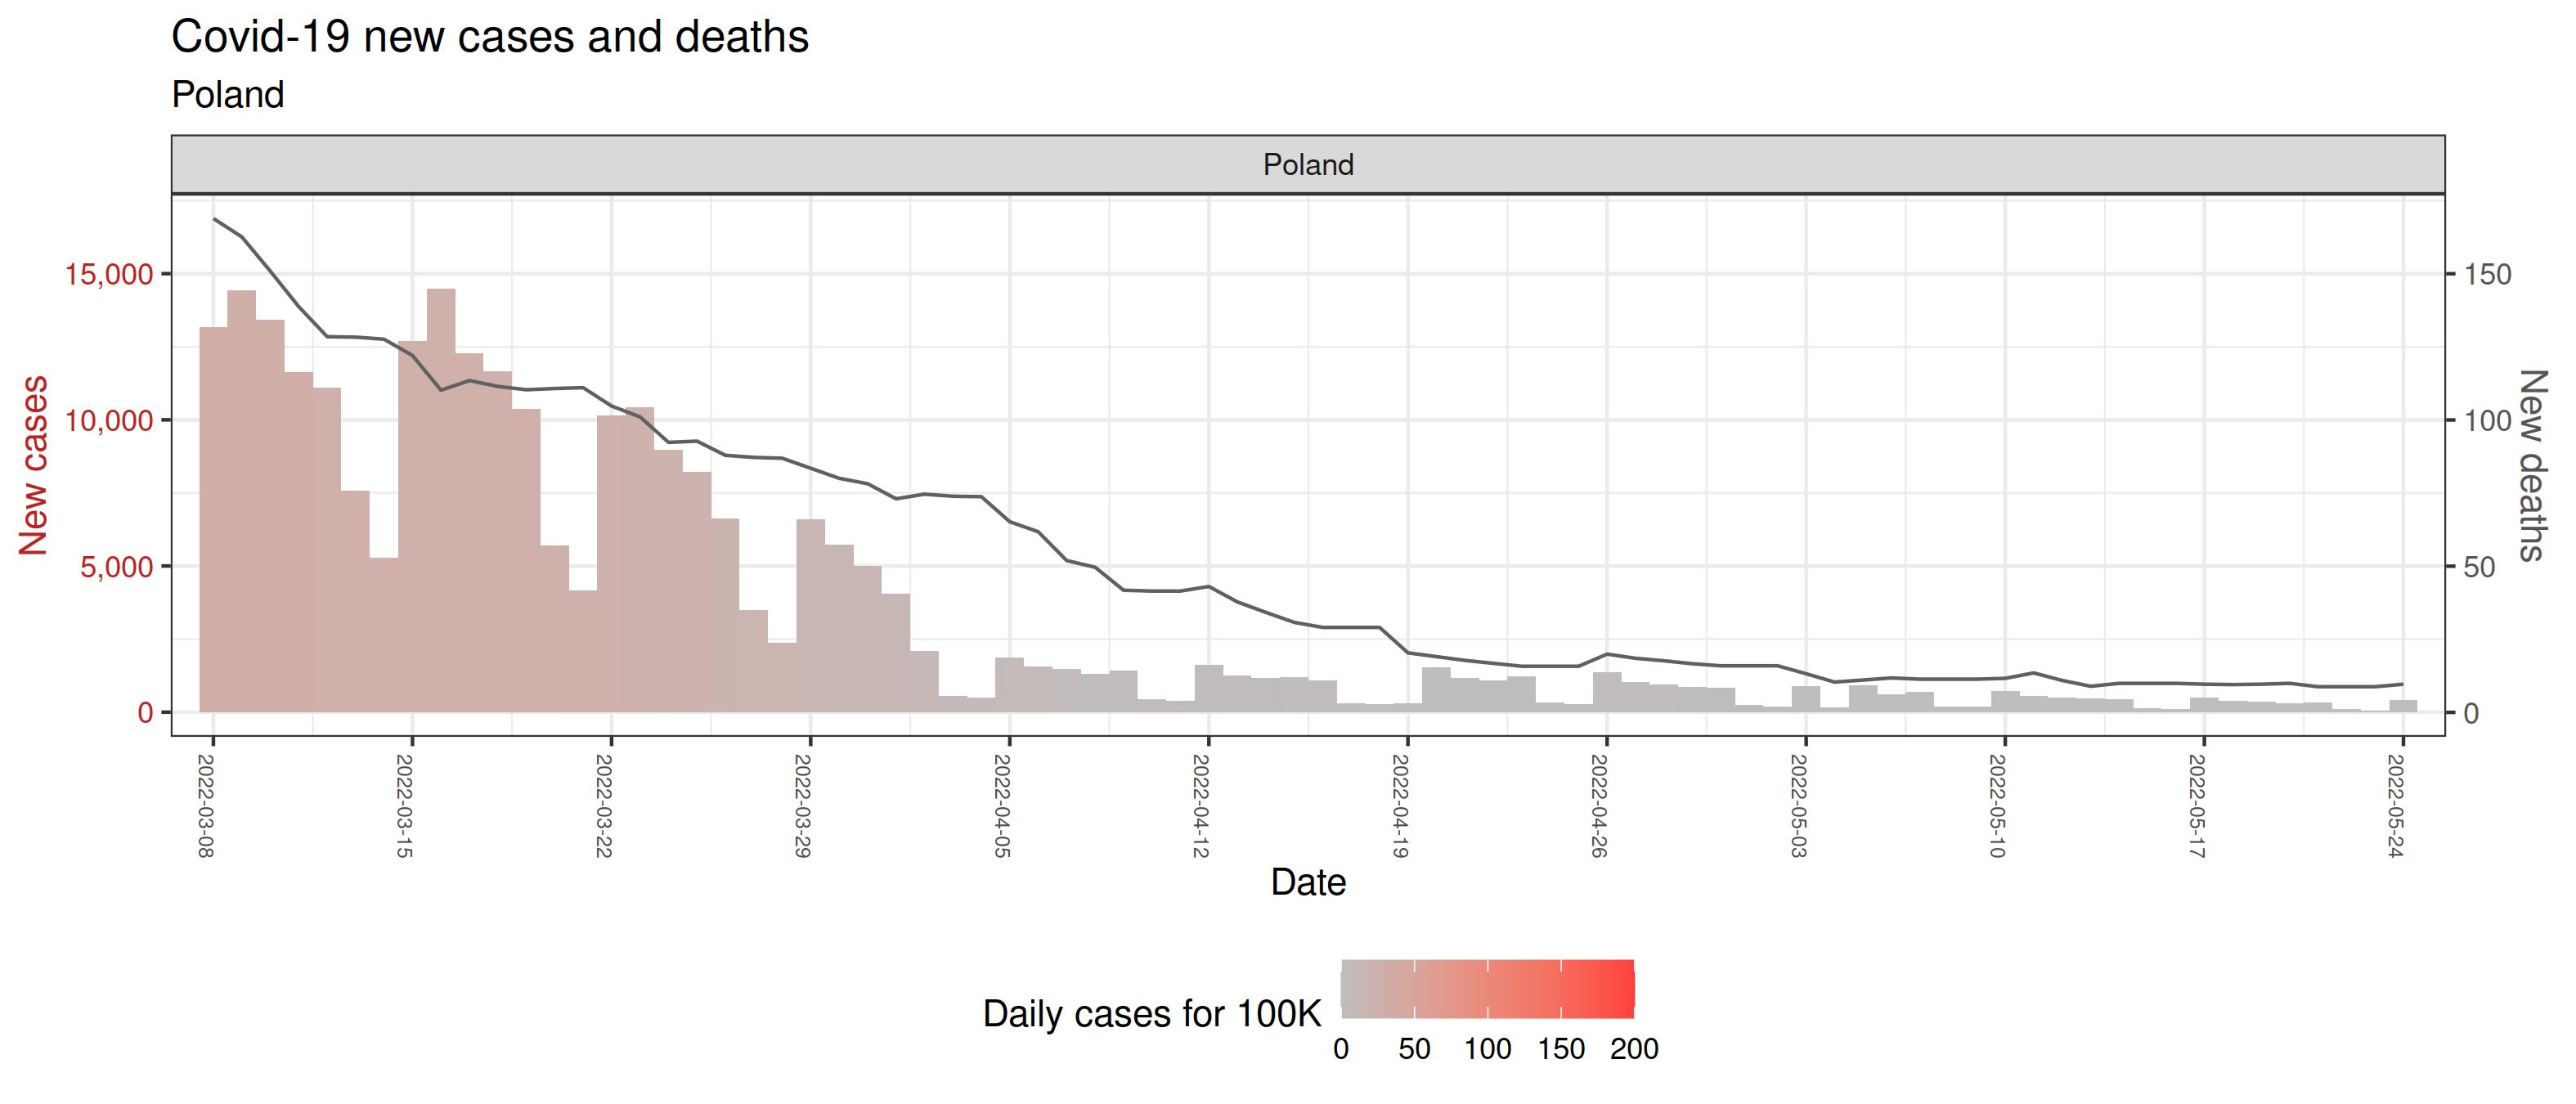 Covid-19 new cases and deaths
Poland
Poland
New cases
15,000
10,000
5,000
0
150
100
50
0
New deaths
2022-03-08
2022-03-15
2022-03-22
2022-03-29
2022-04-05
2022-04-12
2022-04-19
2022-04-26
2022-05-03
2022-05-10
2022-05-17
2022-05-24
Date
Daily cases for 100K
0 50 100 150 200